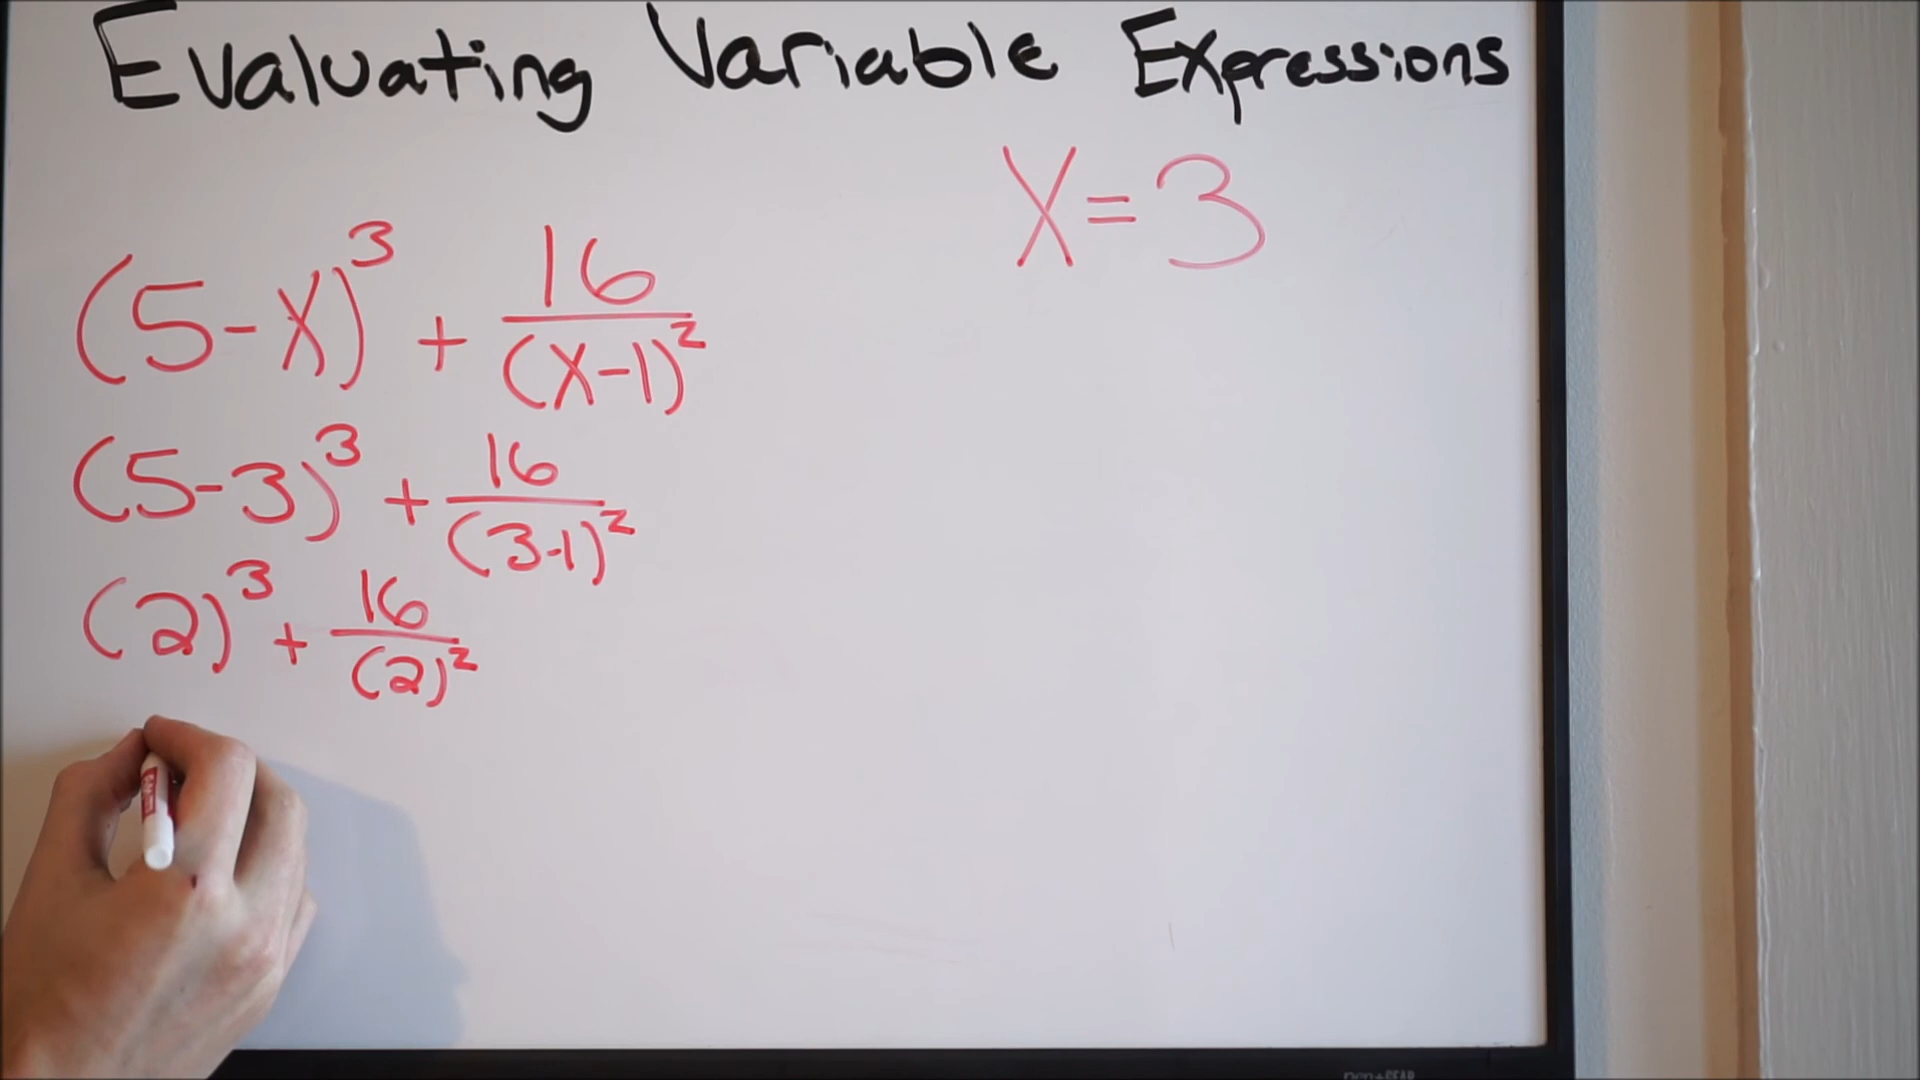 Evaluating Variable Expressions
X=3
(5-X)³ + 16/(X-1)²
(5-3)³ + 16/(3-1)²
(2)³ + 16/(2)²